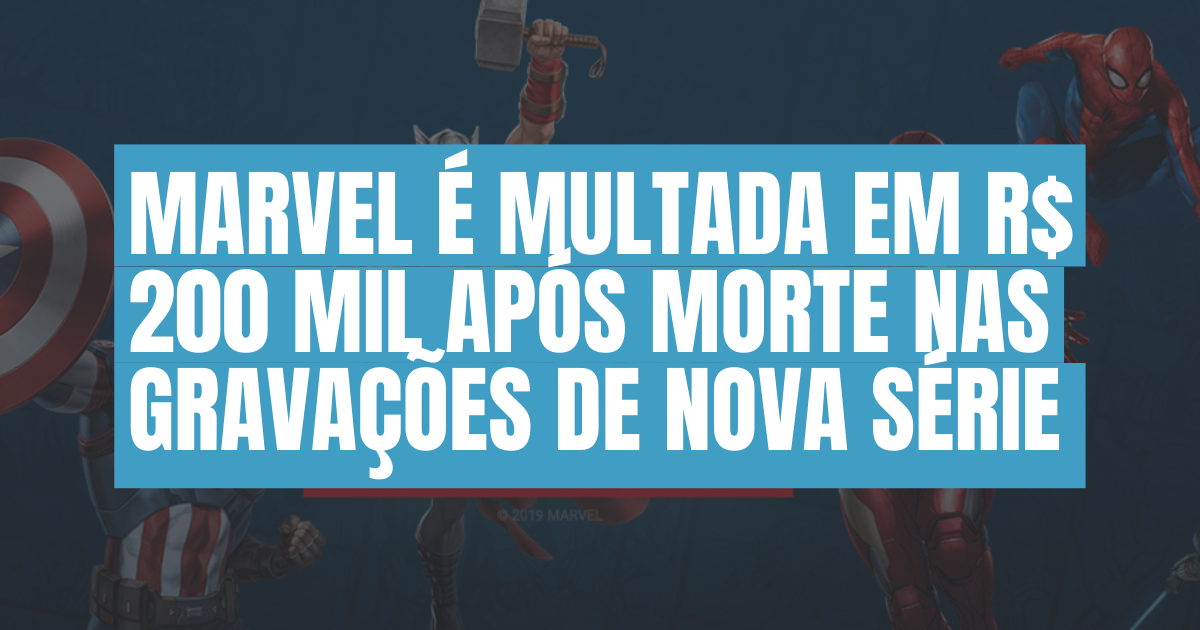 MARVEL É MULTADA EM R$
200 MIL APÓS MORTE NAS
GRAVAÇÕES DE NOVA SÉRIE
© 2019 MARVEL